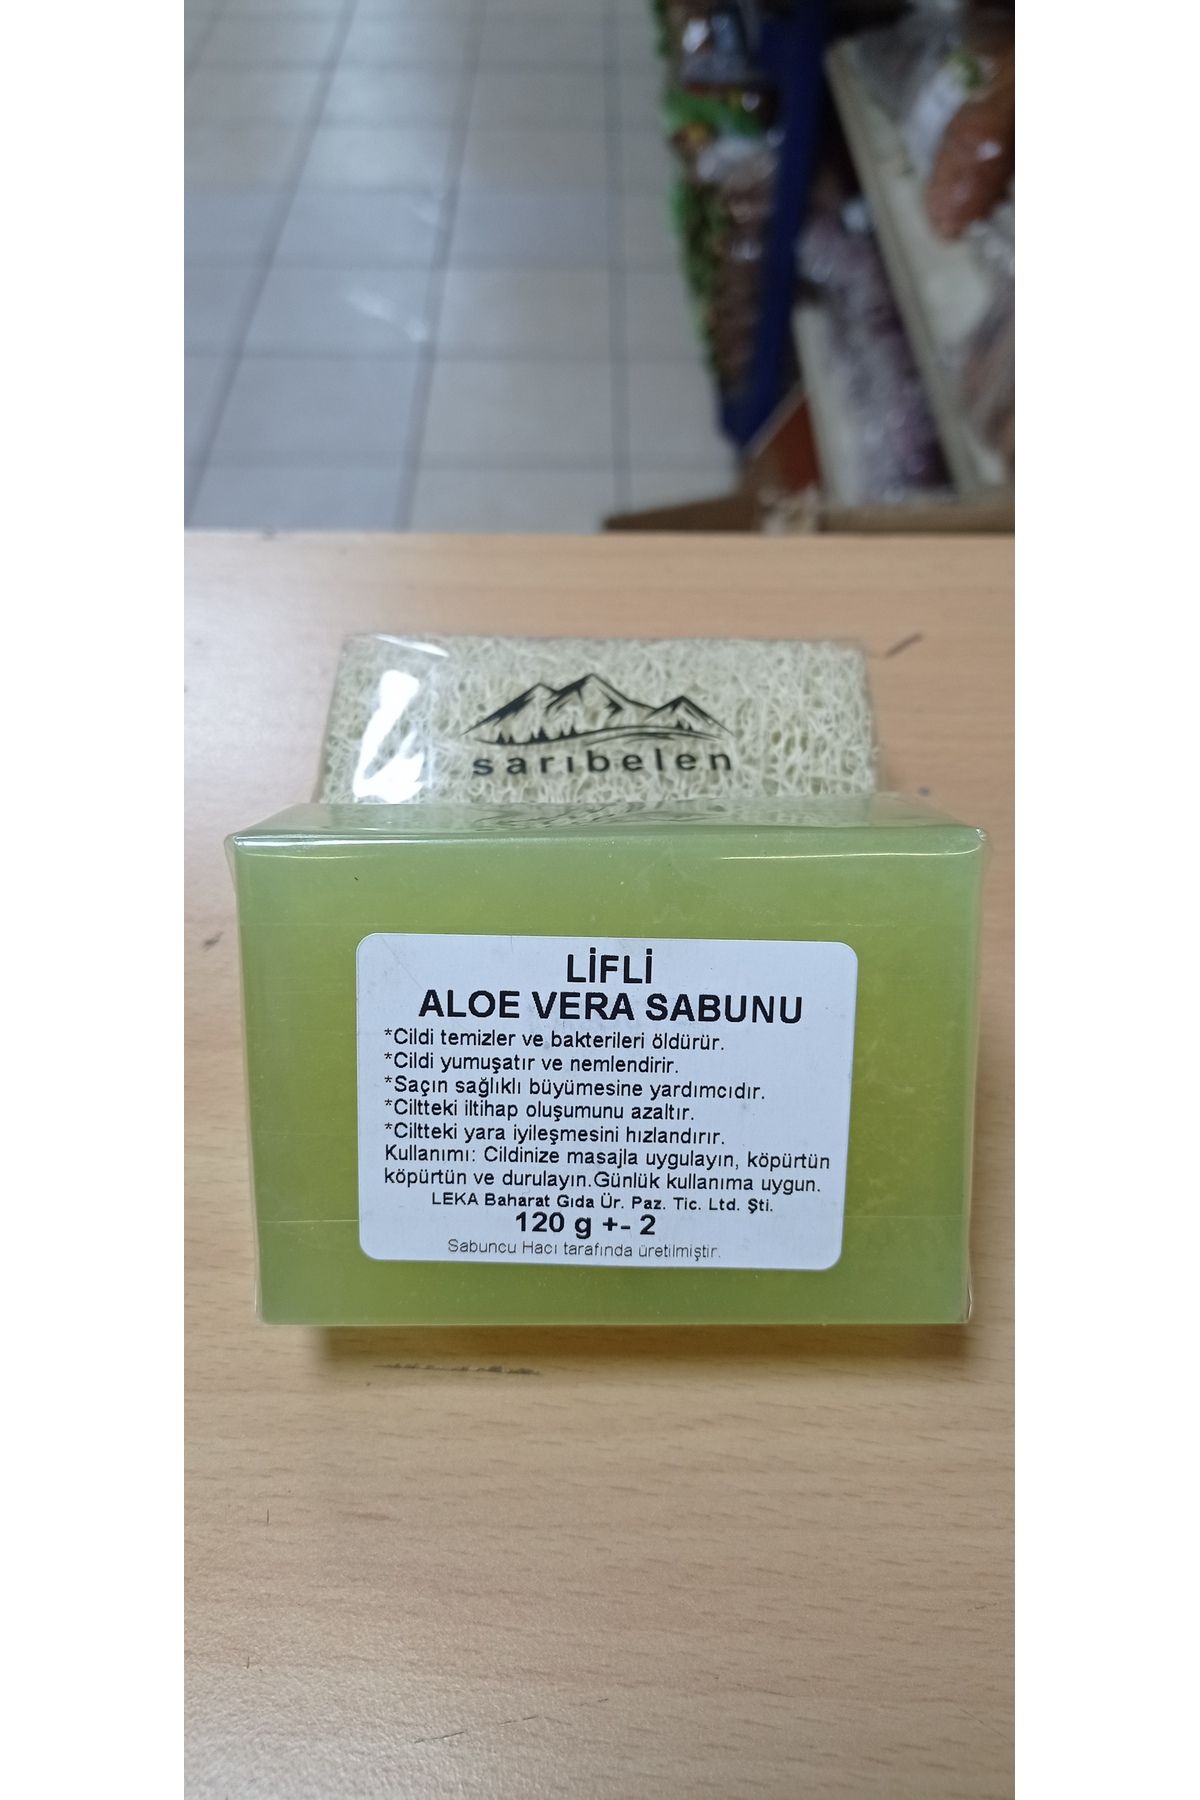 sarıbelen
LİFLİ
ALOE VERA SABUNU
*Cildi temizler ve bakterileri öldürür.
*Cildi yumuşatır ve nemlendirir.
*Saçın sağlıklı büyümesine yardımcıdır.
*Ciltteki iltihap oluşumunu azaltır.
*Ciltteki yara iyileşmesini hızlandırır.
Kullanımı: Cildinize masajla uygulayın, köpürtün
köpürtün ve durulayın.Günlük kullanıma uygun.
LEKA Baharat Gıda Ür. Paz. Tic. Ltd. Şti.
120 g +- 2
Sabuncu Hacı tarafında üretilmiştir.